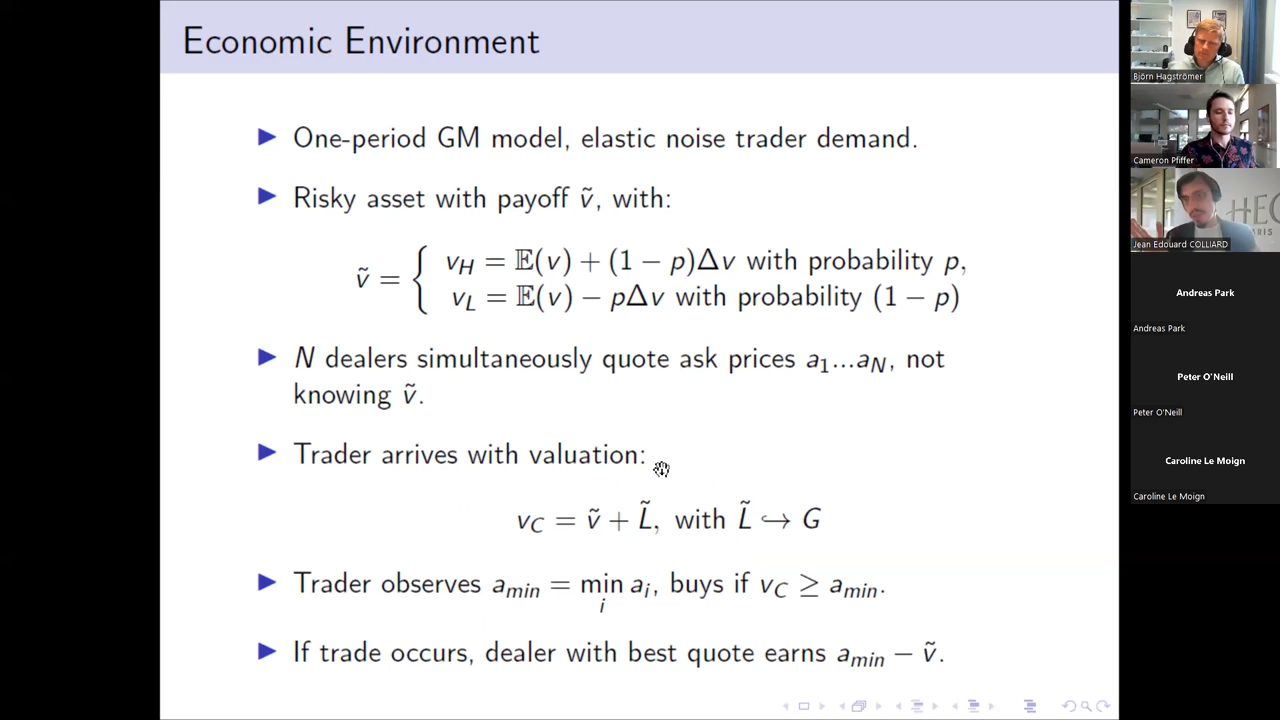 Economic Environment
One-period GM model, elastic noise trader demand.
Risky asset with payoff ṽ, with:
ṽ = { v_H = 𝔼(v) + (1 − p)Δv with probability p,
v_L = 𝔼(v) − pΔv with probability (1 − p)
N dealers simultaneously quote ask prices a₁...a_N, not
knowing ṽ.
Trader arrives with valuation:
v_C = ṽ + L̃, with L̃ ↪ G
Trader observes a_min = min_i a_i, buys if v_C ≥ a_min.
If trade occurs, dealer with best quote earns a_min − ṽ.
Björn Hagströmer
Cameron Pfiffer
HEC
PARIS
Jean Edouard COLLIARD
Andreas Park
Andreas Park
Peter O'Neill
Peter O'Neill
Caroline Le Moign
Caroline Le Moign